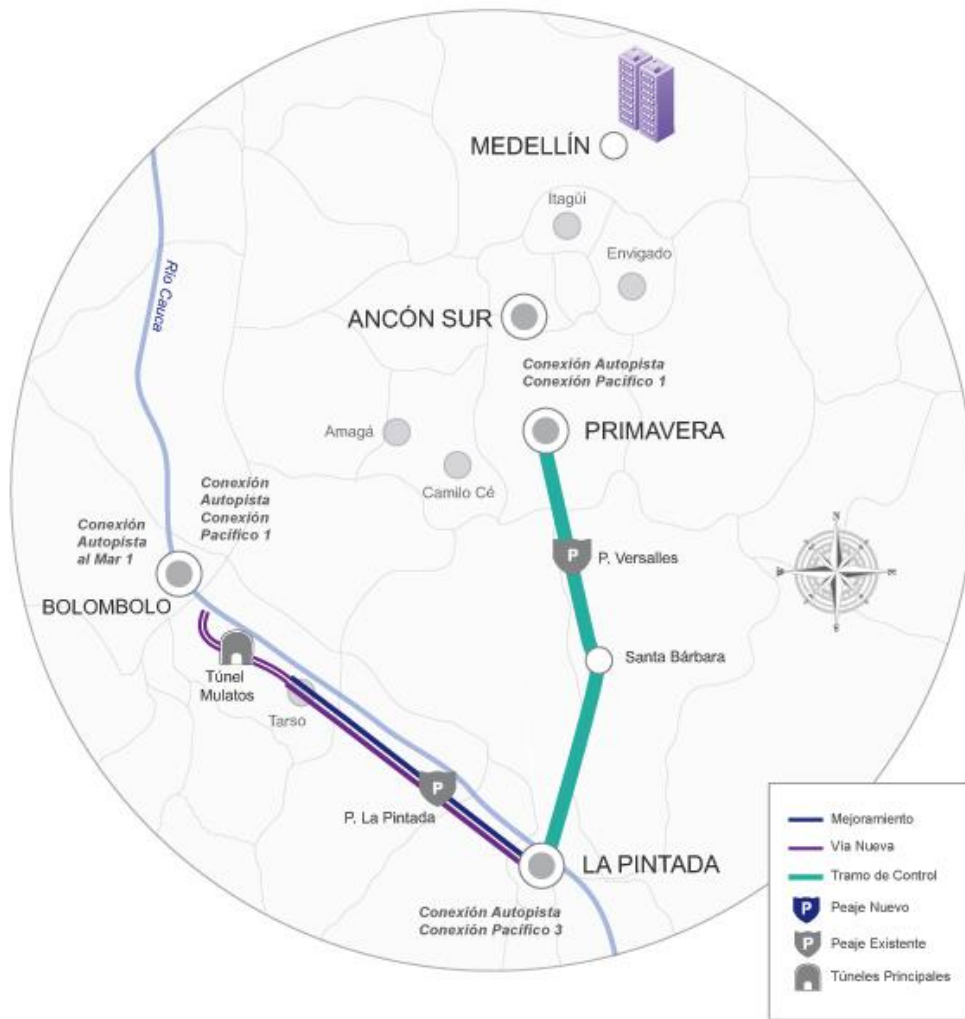 MEDELLÍN
Itagüi
Envigado
ANCÓN SUR
Río Cauca
Conexión Autopista
Conexión Pacífico 1
PRIMAVERA
Amagá
Camilo Cé
Conexión
Autopista
Conexión
Pacífico 1
Conexión
Autopista
al Mar 1
BOLOMBOLO
P
P. Versalles
N
W
E
S
Santa Bárbara
Túnel
Mulatos
Tarso
P
P. La Pintada
LA PINTADA
Conexión Autopista
Conexión Pacífico 3
Mejoramiento
Vía Nueva
Tramo de Control
P
Peaje Nuevo
P
Peaje Existente
Túneles Principales